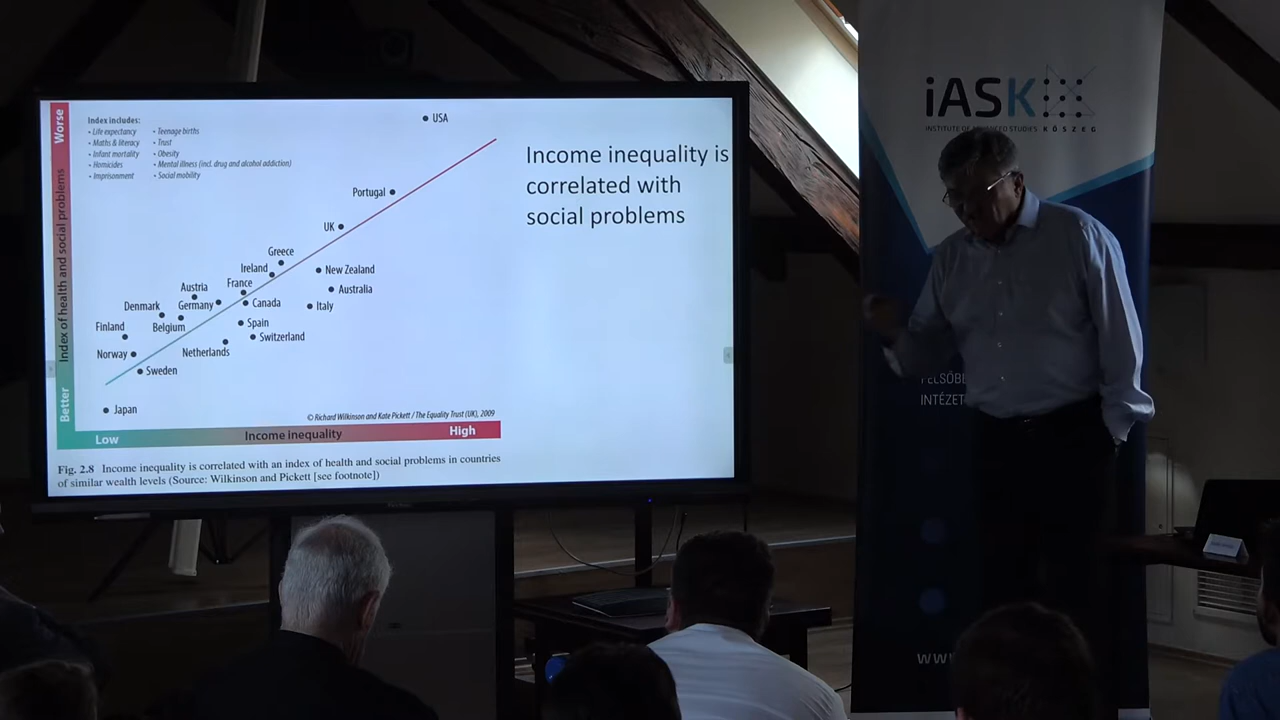 Worse
Index of health and social problems
Better
Index includes:
• Life expectancy
• Maths & literacy
• Infant mortality
• Homicides
• Imprisonment
• Teenage births
• Trust
• Obesity
• Mental illness (incl. drug and alcohol addiction)
• Social mobility
USA
Portugal
UK
Greece
Ireland
New Zealand
France
Australia
Austria
Germany
Canada
Italy
Denmark
Belgium
Spain
Finland
Switzerland
Norway
Netherlands
Sweden
Japan
© Richard Wilkinson and Kate Pickett / The Equality Trust (UK), 2009
Low
Income inequality
High
Fig. 2.8 Income inequality is correlated with an index of health and social problems in countries
of similar wealth levels (Source: Wilkinson and Pickett [see footnote])
Income inequality is
correlated with
social problems
iASK
INSTITUTE OF ADVANCED STUDIES KŐSZEG
FELSŐB
INTÉZET
ww